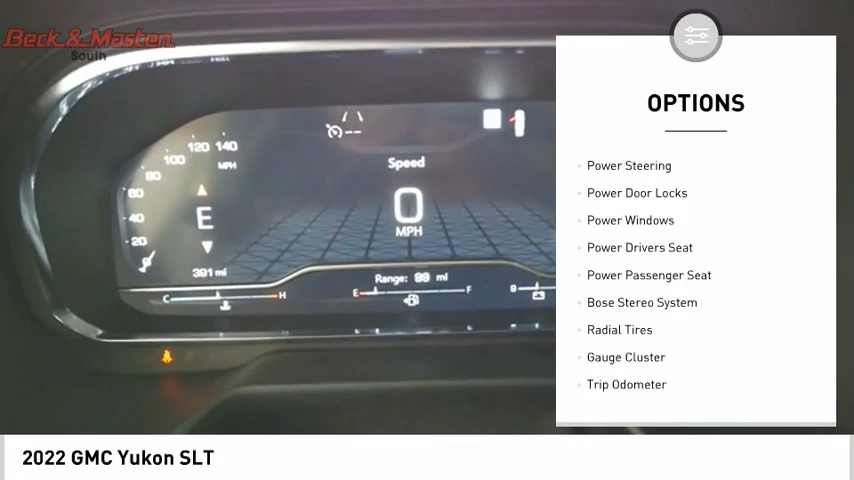 Beck & Masten
South
OPTIONS
Power Steering
Power Door Locks
Power Windows
Power Drivers Seat
Power Passenger Seat
Bose Stereo System
Radial Tires
Gauge Cluster
Trip Odometer
20
40
60
80
100
120
140
MPH
E
391 mi
Speed
0
MPH
Range: 99 mi
C H
E F
2022 GMC Yukon SLT